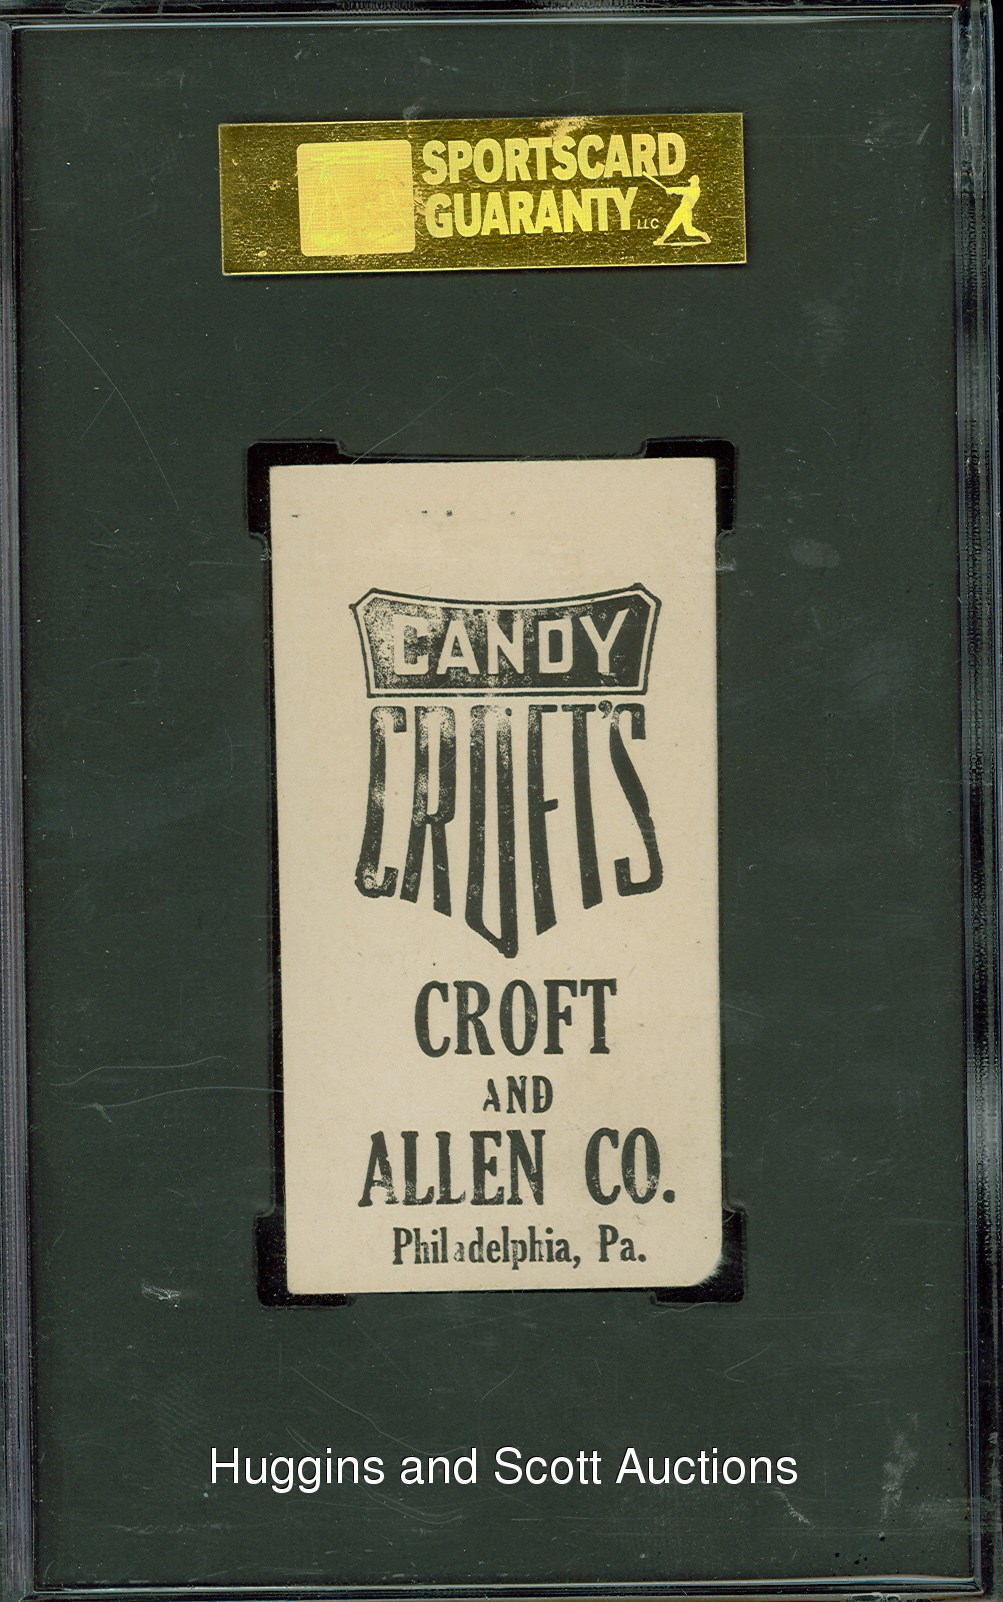 SPORTSCARD
GUARANTY LLC
CANDY
CROFT'S
CROFT
AND
ALLEN CO.
Philadelphia, Pa.
Huggins and Scott Auctions